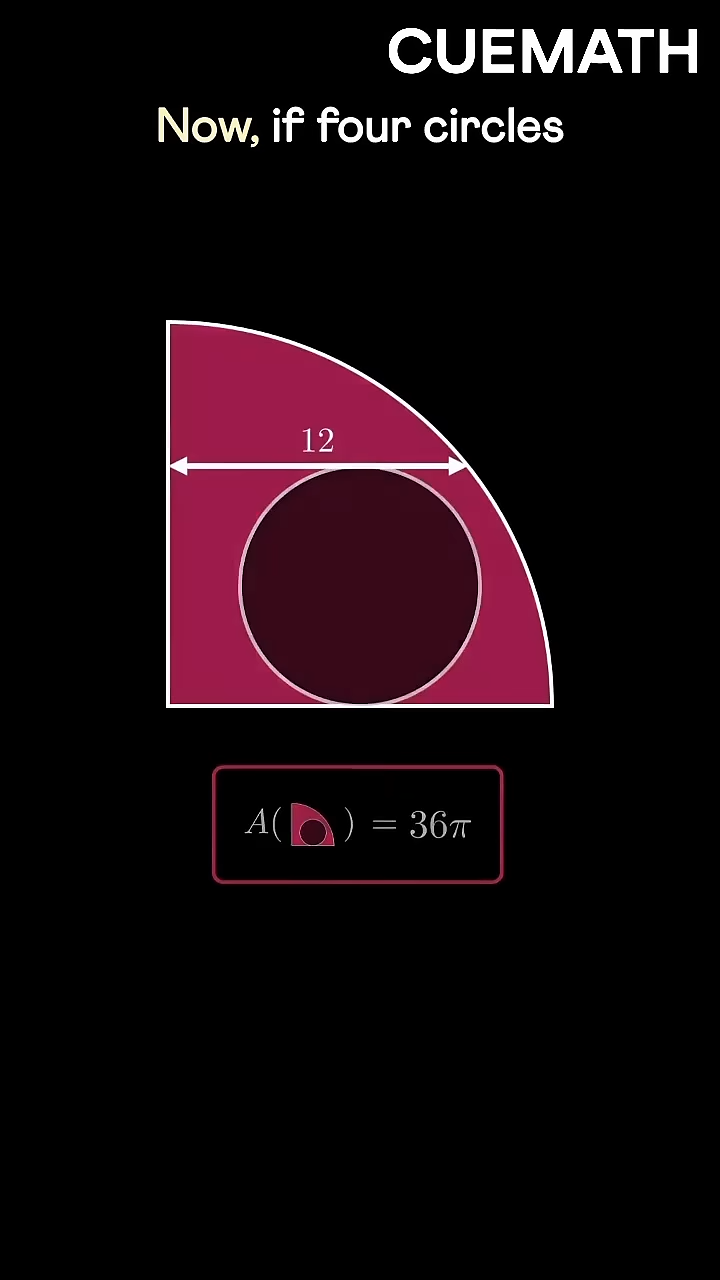 CUEMATH
Now, if four circles
12
A( ) = 36π